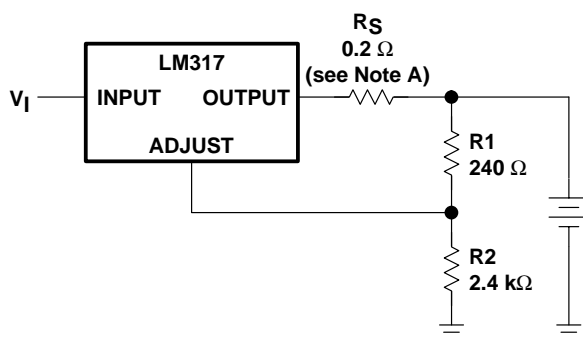 RS
0.2 Ω
(see Note A)
LM317
VI
INPUT OUTPUT
ADJUST
R1
240 Ω
R2
2.4 kΩ